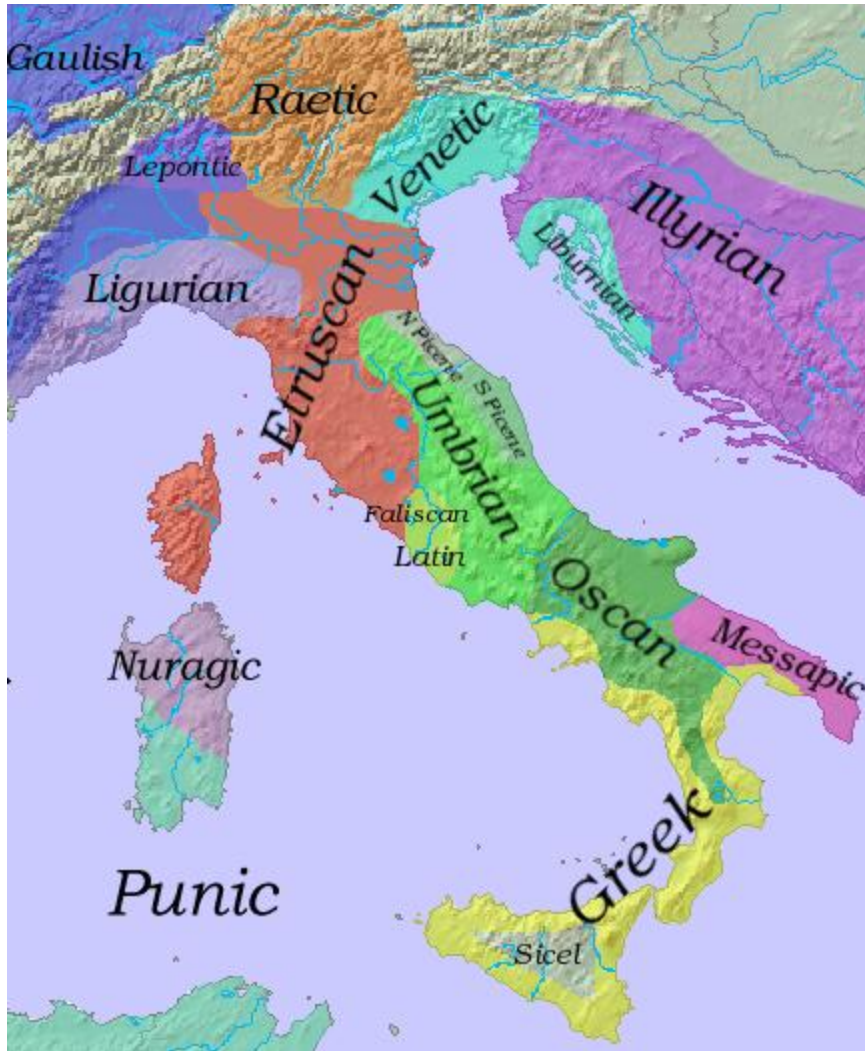 Gaulish
Raetic
Venetic
Lepontic
Illyrian
Liburnian
Ligurian
Etruscan
N Picene
S Picene
Umbrian
Faliscan
Latin
Oscan
Messapic
Nuragic
Greek
Punic
Sicel